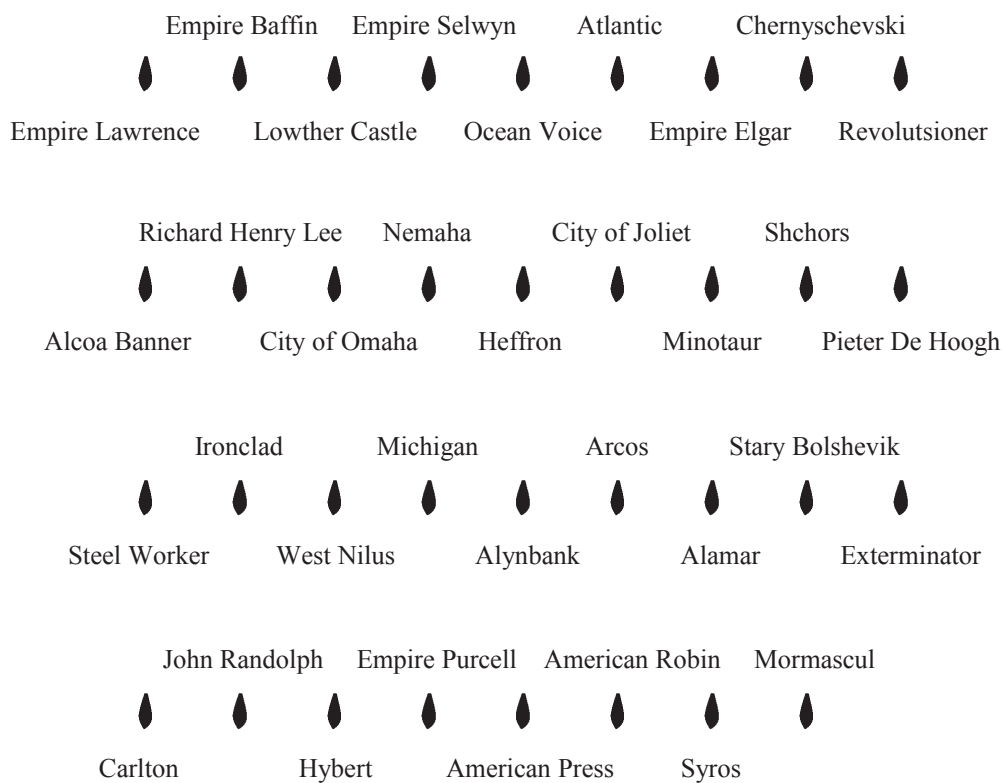 Empire Baffin Empire Selwyn Atlantic Chernyschevski
Empire Lawrence Lowther Castle Ocean Voice Empire Elgar Revolutsioner
Richard Henry Lee Nemaha City of Joliet Shchors
Alcoa Banner City of Omaha Heffron Minotaur Pieter De Hoogh
Ironclad Michigan Arcos Stary Bolshevik
Steel Worker West Nilus Alynbank Alamar Exterminator
John Randolph Empire Purcell American Robin Mormascul
Carlton Hybert American Press Syros